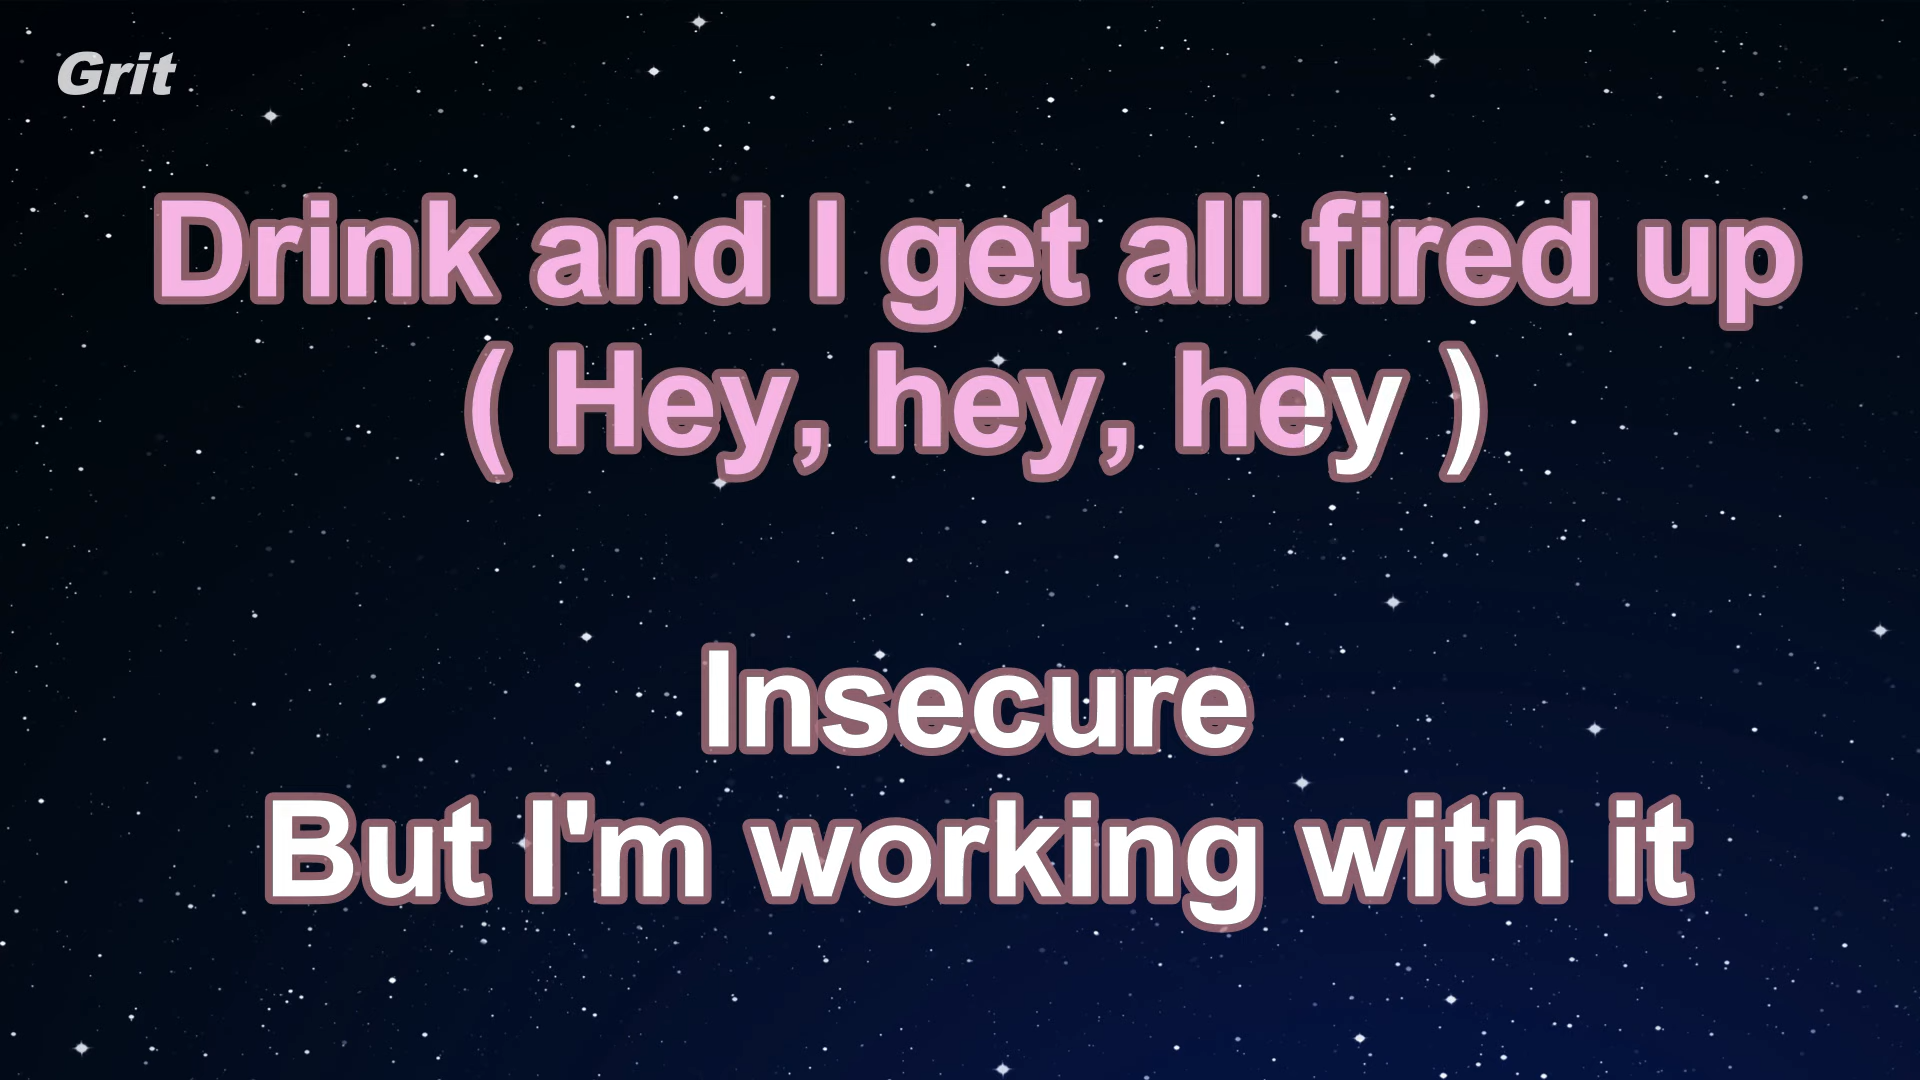 Grit
Drink and I get all fired up
( Hey, hey, hey )
Insecure
But I'm working with it